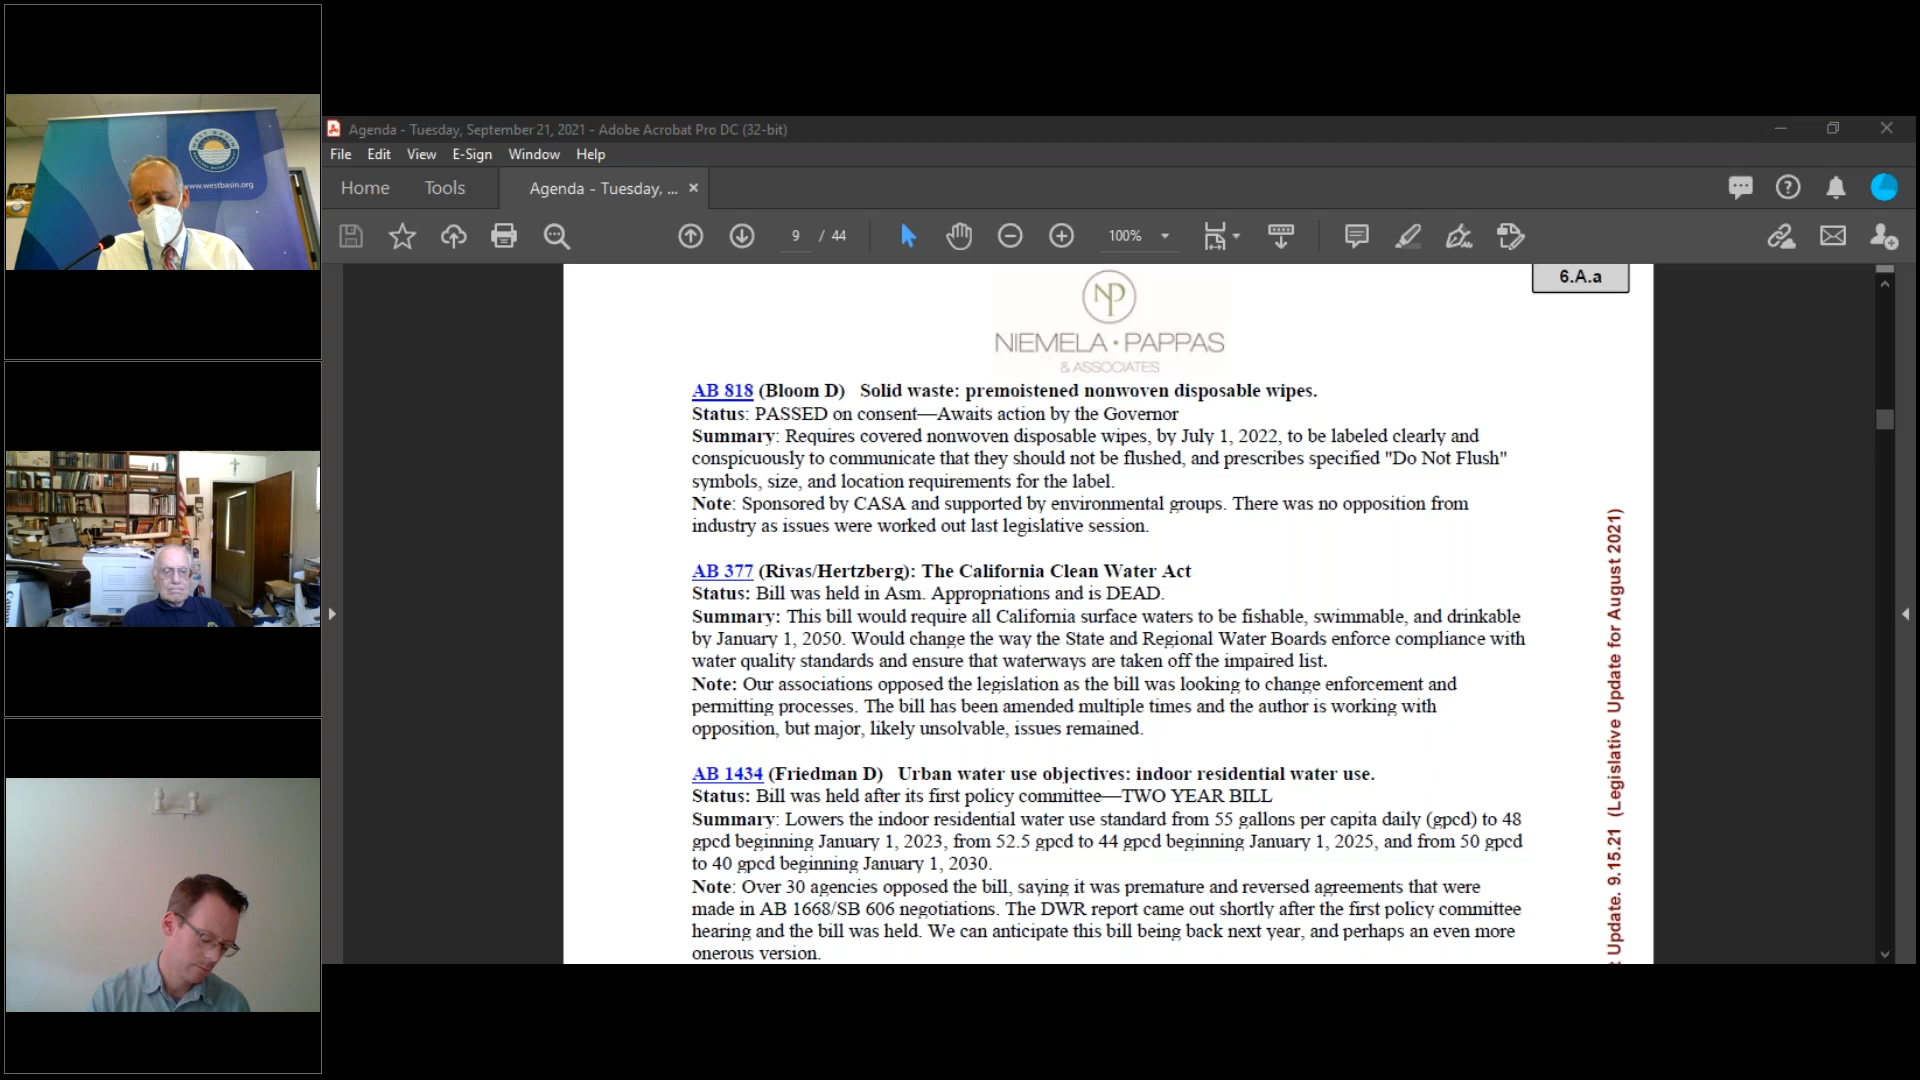 WEST BASIN
www.westbasin.org
Canon
Agenda - Tuesday, September 21, 2021 - Adobe Acrobat Pro DC (32-bit)
File Edit View E-Sign Window Help
Home Tools Agenda - Tuesday, ... ×
9 / 44 100%
6.A.a
NP
NIEMELA • PAPPAS
& ASSOCIATES
AB 818 (Bloom D) Solid waste: premoistened nonwoven disposable wipes.
Status: PASSED on consent—Awaits action by the Governor
Summary: Requires covered nonwoven disposable wipes, by July 1, 2022, to be labeled clearly and
conspicuously to communicate that they should not be flushed, and prescribes specified "Do Not Flush"
symbols, size, and location requirements for the label.
Note: Sponsored by CASA and supported by environmental groups. There was no opposition from
industry as issues were worked out last legislative session.
AB 377 (Rivas/Hertzberg): The California Clean Water Act
Status: Bill was held in Asm. Appropriations and is DEAD.
Summary: This bill would require all California surface waters to be fishable, swimmable, and drinkable
by January 1, 2050. Would change the way the State and Regional Water Boards enforce compliance with
water quality standards and ensure that waterways are taken off the impaired list.
Note: Our associations opposed the legislation as the bill was looking to change enforcement and
permitting processes. The bill has been amended multiple times and the author is working with
opposition, but major, likely unsolvable, issues remained.
AB 1434 (Friedman D) Urban water use objectives: indoor residential water use.
Status: Bill was held after its first policy committee—TWO YEAR BILL
Summary: Lowers the indoor residential water use standard from 55 gallons per capita daily (gpcd) to 48
gpcd beginning January 1, 2023, from 52.5 gpcd to 44 gpcd beginning January 1, 2025, and from 50 gpcd
to 40 gpcd beginning January 1, 2030.
Note: Over 30 agencies opposed the bill, saying it was premature and reversed agreements that were
made in AB 1668/SB 606 negotiations. The DWR report came out shortly after the first policy committee
hearing and the bill was held. We can anticipate this bill being back next year, and perhaps an even more
onerous version.
: Update. 9.15.21 (Legislative Update for August 2021)